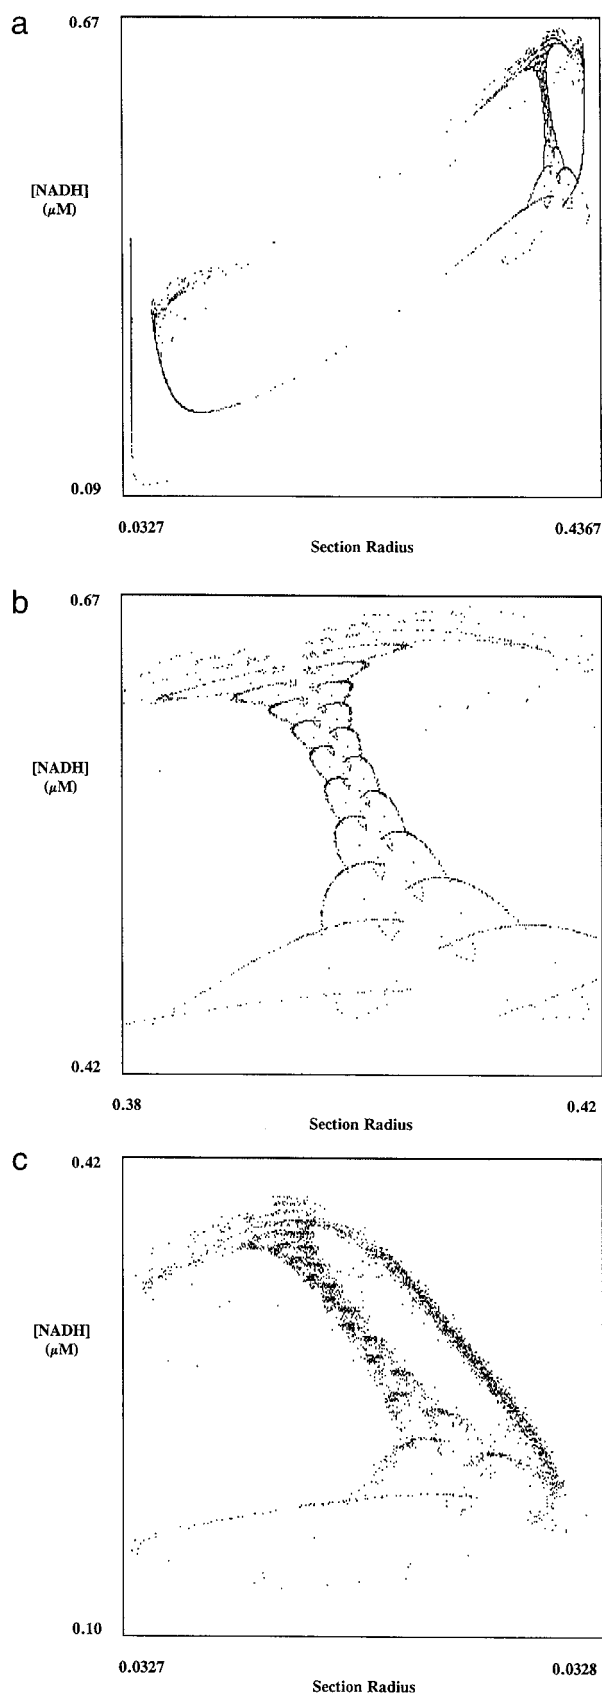 a
0.67
[NADH]
(μM)
0.09
0.0327
0.4367
Section Radius
b
0.67
[NADH]
(μM)
0.42
0.38
0.42
Section Radius
c
0.42
[NADH]
(μM)
0.10
0.0327
0.0328
Section Radius